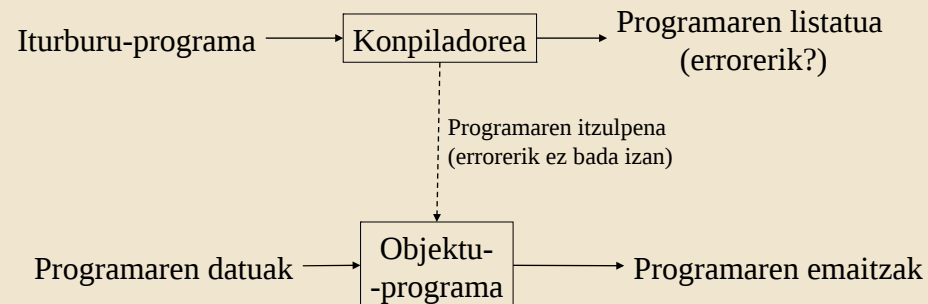 Iturburu-programa
Konpiladorea
Programaren listatua
(errorerik?)
Programaren itzulpena
(errorerik ez bada izan)
Programaren datuak
Objektu-
-programa
Programaren emaitzak